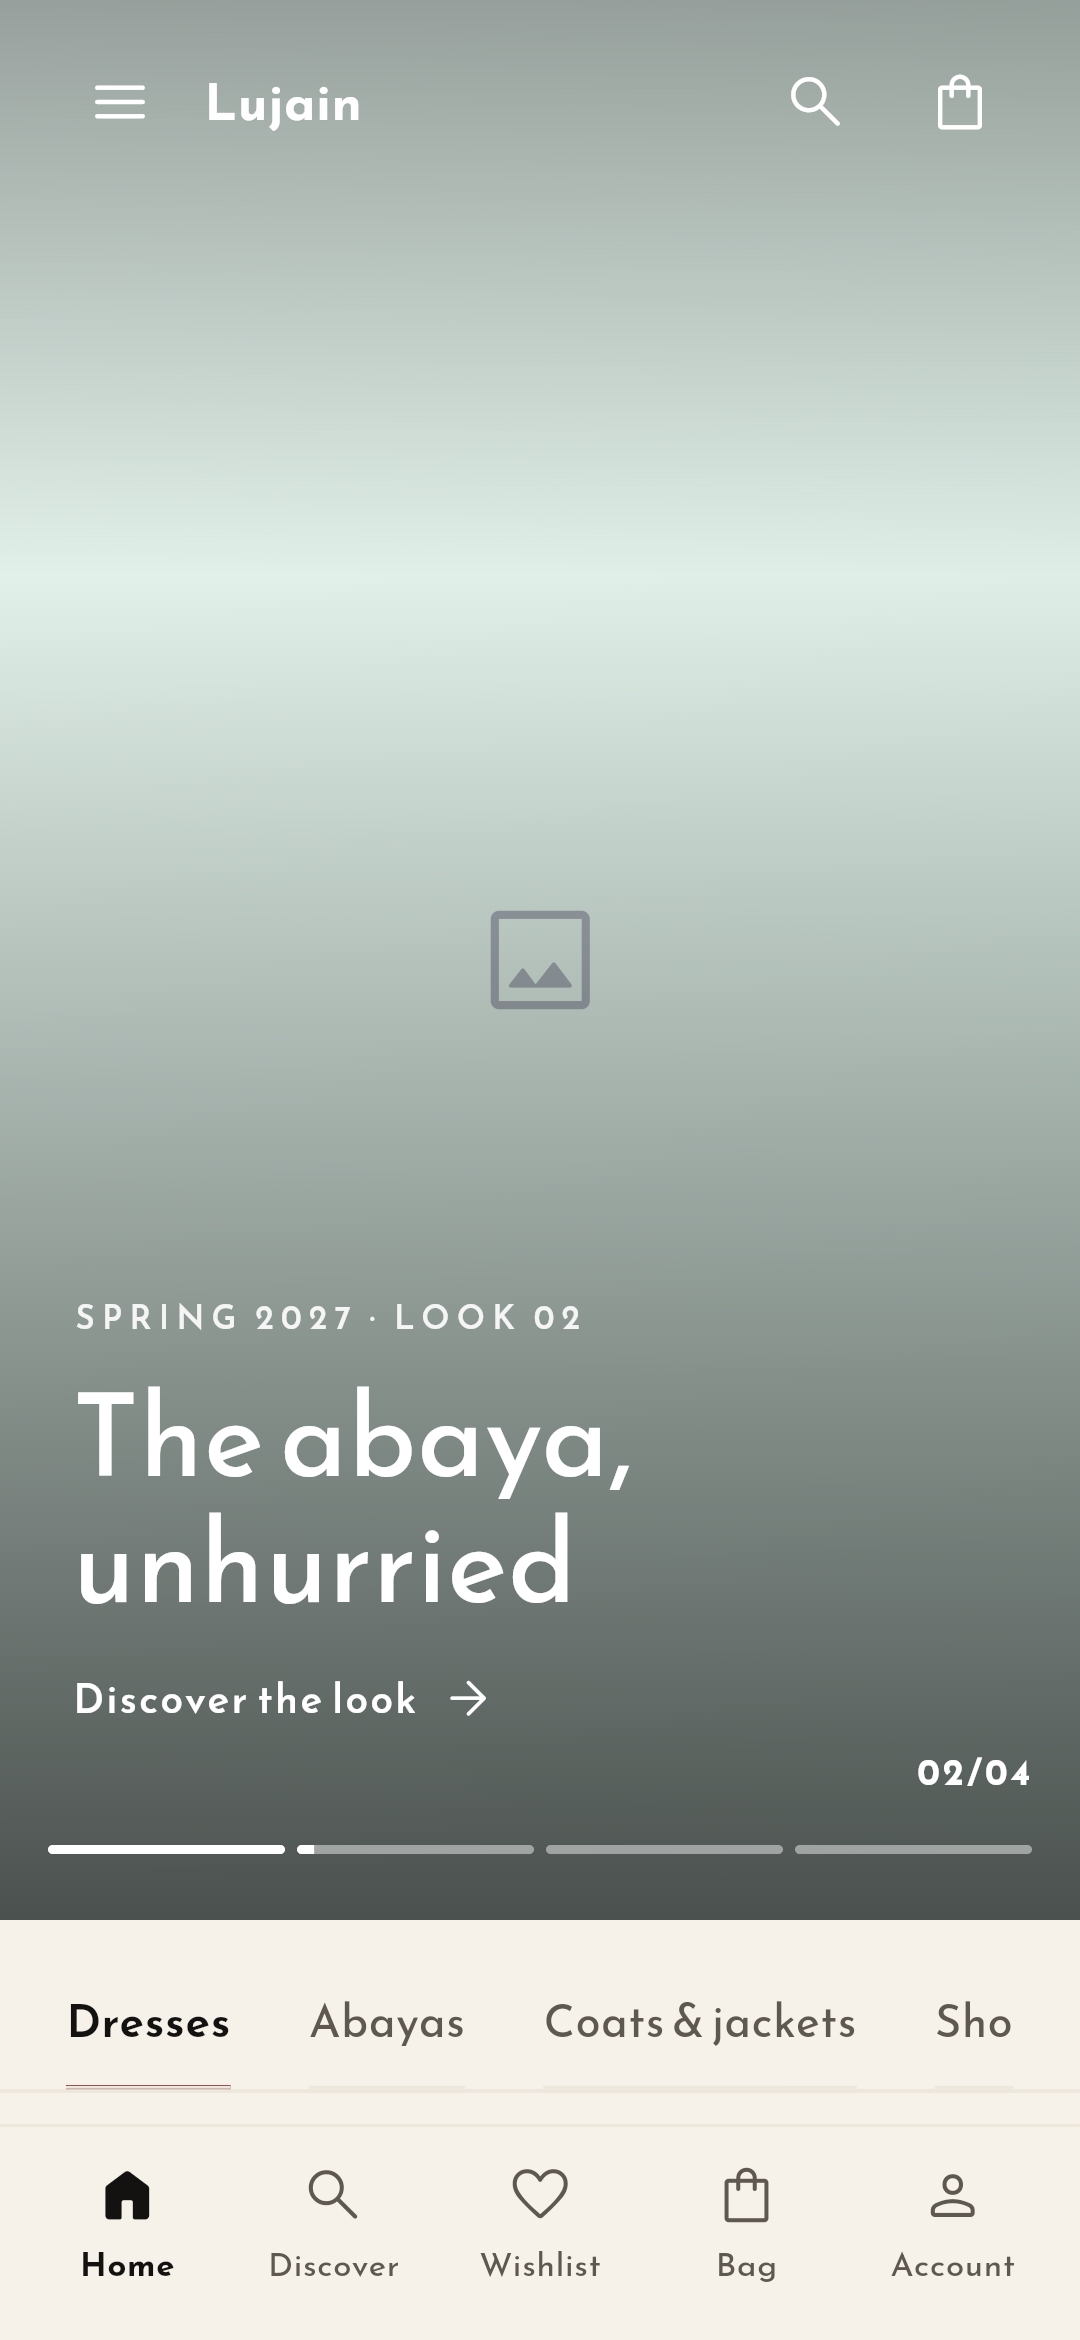 Lujain
SPRING 2027 · LOOK 02
The abaya,
unhurried
Discover the look
02/04
Dresses Abayas Coats & jackets Sho
Home Discover Wishlist Bag Account